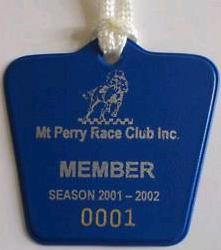 Mt Perry Race Club Inc.
MEMBER
SEASON 2001 - 2002
0001